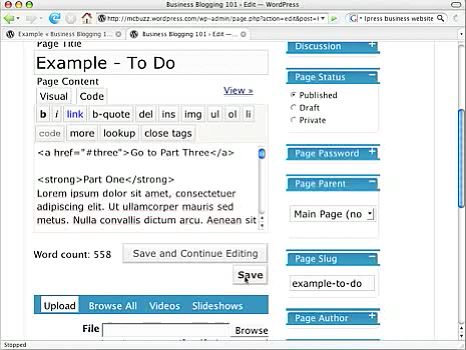 Business Blogging 101 - Edit — WordPress
http://mcbuzz.wordpress.com/wp-admin/page.php?action=edit&post=
wordpress business website
Example « Business Blogging 1...
Business Blogging 101 - Edit —...
Page Title
Example - To Do
Page Content
View »
Visual Code
b i link b-quote del ins img ul ol li
code more lookup close tags
<a href="#three">Go to Part Three</a>
<strong>Part One</strong>
Lorem ipsum dolor sit amet, consectetuer
adipiscing elit. Ut ullamcorper mauris sed
metus. Nulla convallis dictum arcu. Aenean sit
Word count: 558
Save and Continue Editing
Save
Upload Browse All Videos Slideshows
File
Browse
Discussion
Page Status
Published
Draft
Private
Page Password
Page Parent
Main Page (no
Page Slug
example-to-do
Page Author
Stopped